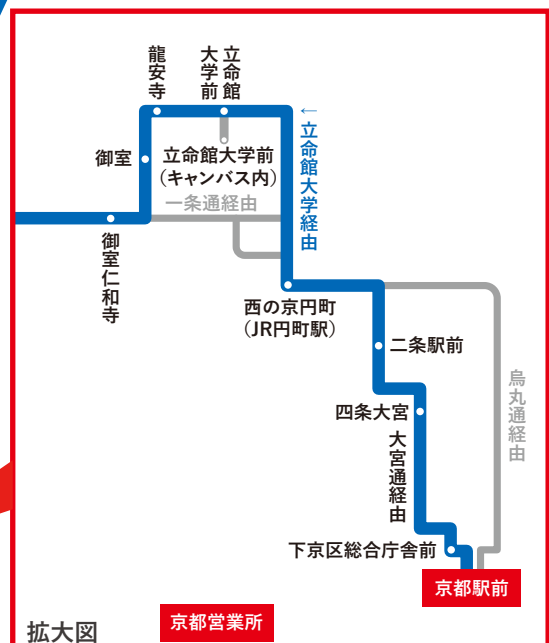 龍安寺
立命館
大学前
御室
立命館大学前
（キャンバス内）
←立命館大学経由
一条通経由
御室仁和寺
西の京円町
（JR円町駅）
二条駅前
烏丸通経由
四条大宮
大宮通経由
下京区総合庁舎前
京都駅前
京都営業所
拡大図